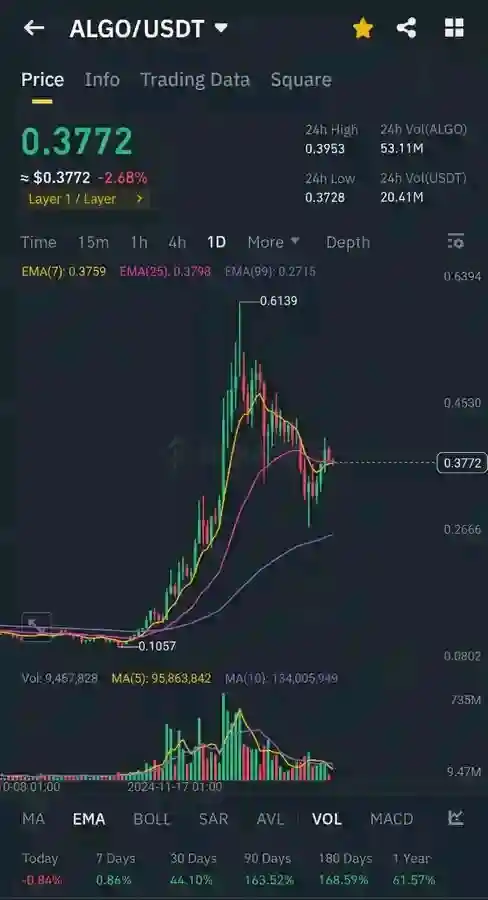 ALGO/USDT
Price Info Trading Data Square
0.3772
≈ $0.3772 -2.68%
Layer 1 / Layer >
24h High 24h Vol(ALGO)
0.3953 53.11M
24h Low 24h Vol(USDT)
0.3728 20.41M
Time 15m 1h 4h 1D More Depth
EMA(7): 0.3759 EMA(25): 0.3798 EMA(99): 0.2715
0.6394
0.6139
0.4530
0.3772
0.2666
0.1057
0.0802
Vol: 9,467,828 MA(5): 95,863,842 MA(10): 134,005,949
735M
9.47M
0-08 01:00 2024-11-17 01:00
MA EMA BOLL SAR AVL VOL MACD
Today 7 Days 30 Days 90 Days 180 Days 1 Year
-0.84% 0.86% 44.10% 163.52% 168.59% 61.57%